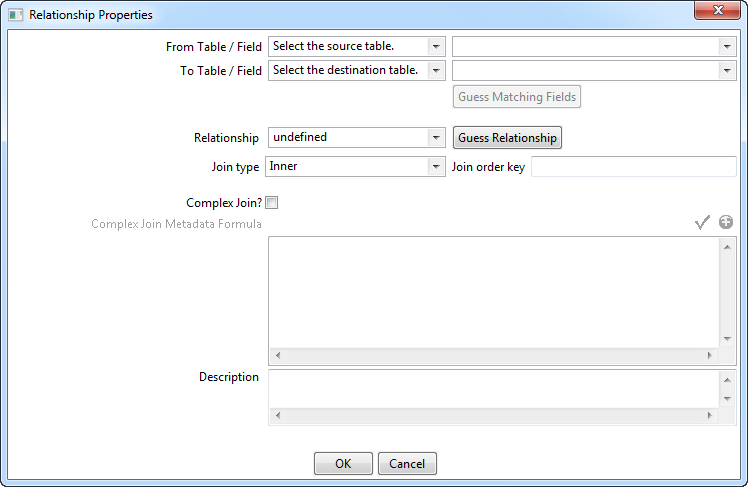 Relationship Properties
From Table / Field Select the source table.
To Table / Field Select the destination table.
Guess Matching Fields
Relationship undefined Guess Relationship
Join type Inner Join order key
Complex Join?
Complex Join Metadata Formula
Description
OK Cancel